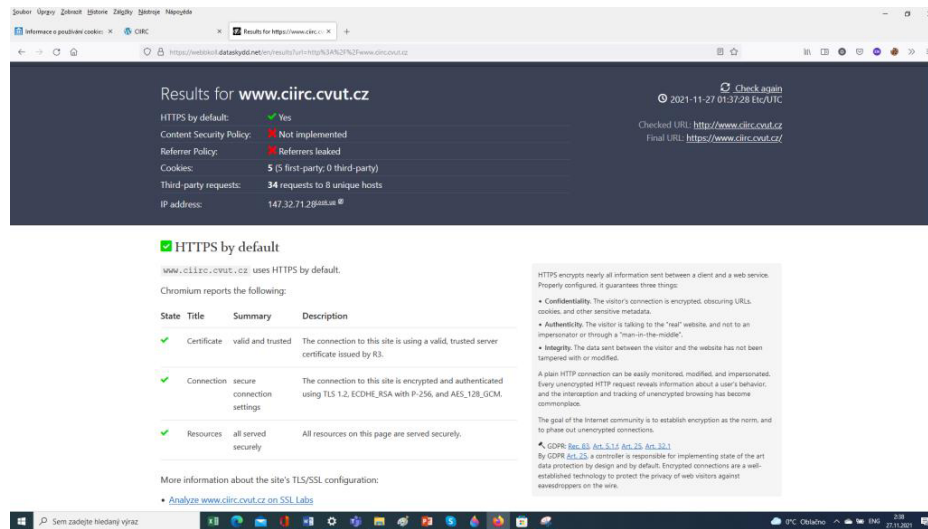 Soubor Úpravy Zobrazit Historie Záložky Nástroje Nápověda
Informace o používání cookies
CIIRC
Results for https://www.ciirc.cv
https://webbkoll.dataskydd.net/en/results?url=http%3A%2F%2Fwww.ciirc.cvut.cz
Results for www.ciirc.cvut.cz
Check again
2021-11-27 01:37:28 Etc/UTC
HTTPS by default: Yes
Content Security Policy: Not implemented
Referrer Policy: Referrers leaked
Cookies: 5 (5 first-party; 0 third-party)
Third-party requests: 34 requests to 8 unique hosts
IP address: 147.32.71.28
Checked URL: http://www.ciirc.cvut.cz
Final URL: https://www.ciirc.cvut.cz/
HTTPS by default
www.ciirc.cvut.cz uses HTTPS by default.
Chromium reports the following:
State Title Summary Description
Certificate valid and trusted The connection to this site is using a valid, trusted server
certificate issued by R3.
Connection secure connection settings The connection to this site is encrypted and authenticated
using TLS 1.2, ECDHE_RSA with P-256, and AES_128_GCM.
Resources all served securely All resources on this page are served securely.
More information about the site's TLS/SSL configuration:
• Analyze www.ciirc.cvut.cz on SSL Labs
HTTPS encrypts nearly all information sent between a client and a web service.
Properly configured, it guarantees three things:
• Confidentiality. The visitor's connection is encrypted, obscuring URLs,
cookies, and other sensitive metadata.
• Authenticity. The visitor is talking to the "real" website, and not to an
impersonator or through a "man-in-the-middle".
• Integrity. The data sent between the visitor and the website has not been
tampered with or modified.
A plain HTTP connection can be easily monitored, modified, and impersonated.
Every unencrypted HTTP request reveals information about a user's behavior,
and the interception and tracking of unencrypted browsing has become
commonplace.
The goal of the Internet community is to establish encryption as the norm, and
to phase out unencrypted connections.
GDPR: Rec. 83, Art. 5.1.f, Art. 25, Art. 32.1
By GDPR Art. 25, a controller is responsible for implementing state of the art
data protection by design and by default. Encrypted connections are a well-
established technology to protect the privacy of web visitors against
eavesdroppers on the wire.
Sem zadejte hledaný výraz
0°C Oblačno
ENG
2:38
27.11.2021